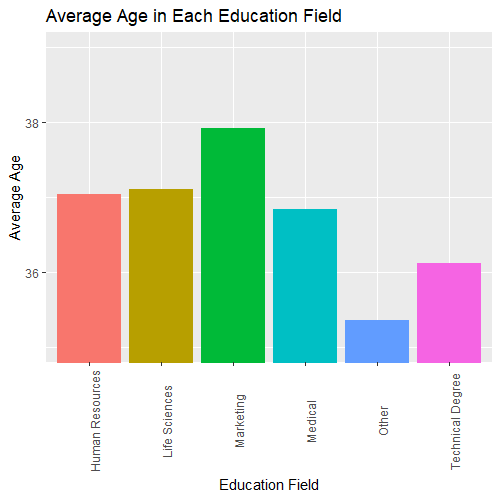 Average Age in Each Education Field
Average Age
38
36
Human Resources
Life Sciences
Marketing
Medical
Other
Technical Degree
Education Field